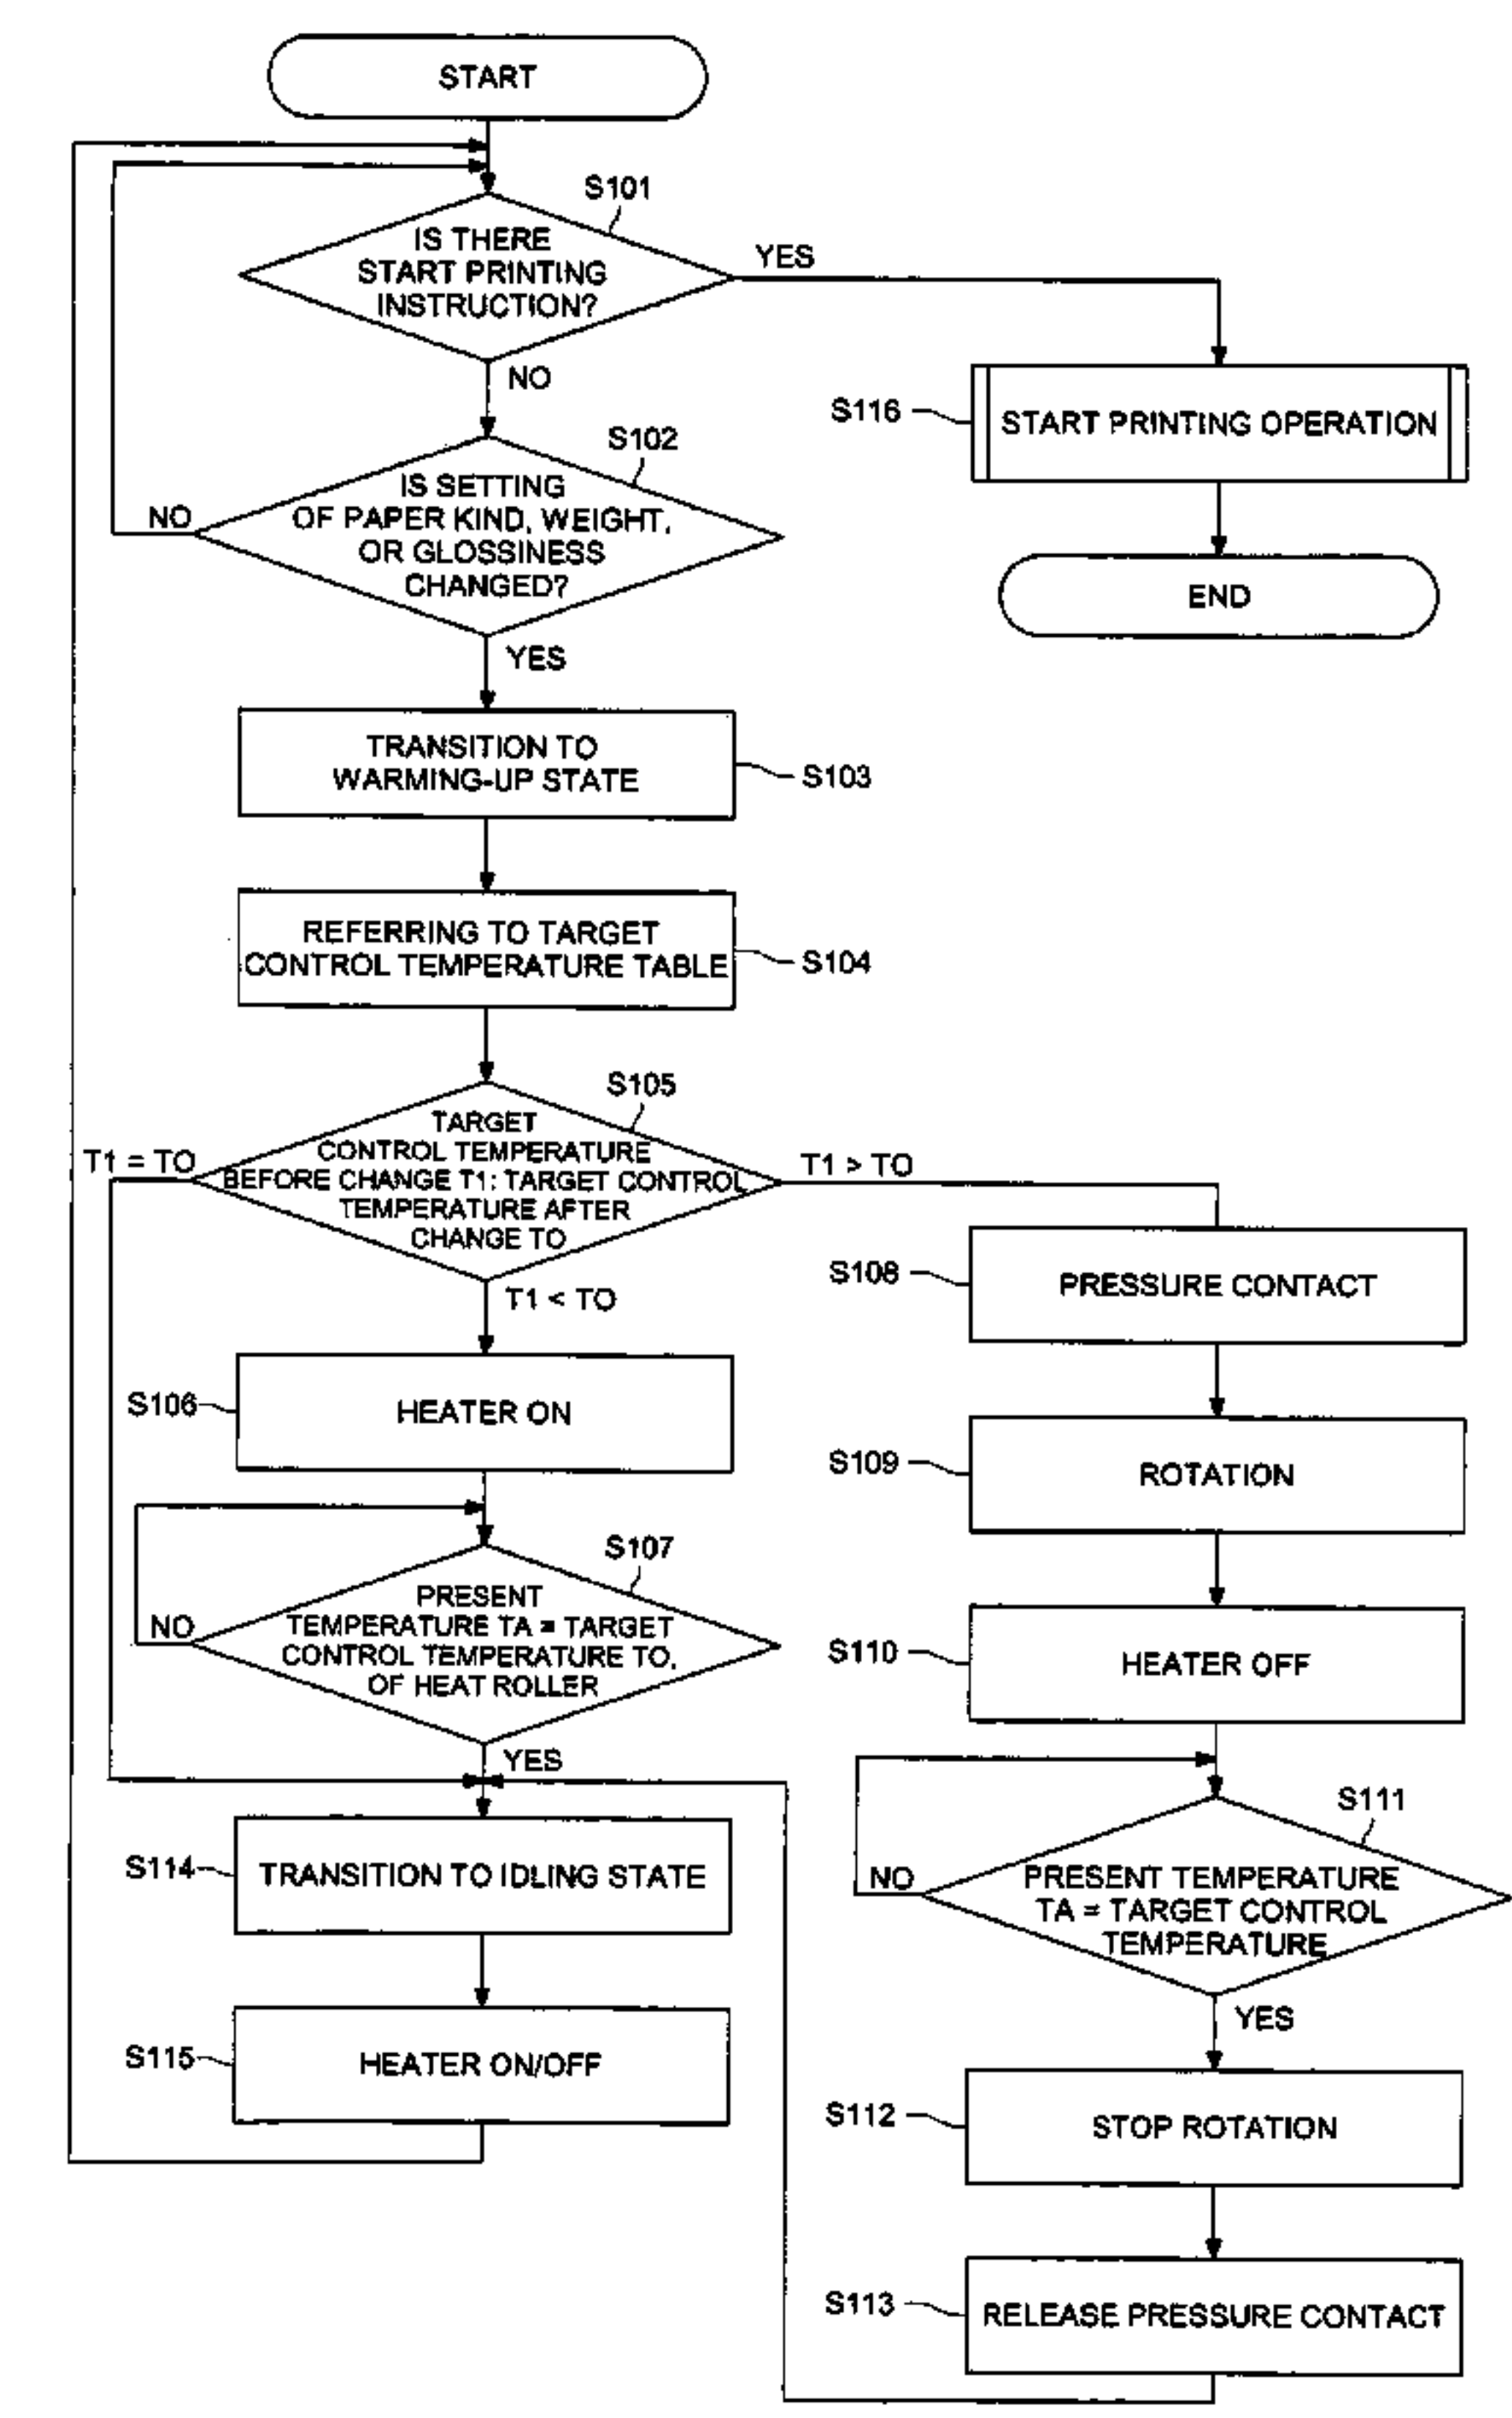 START
S101
IS THERE
START PRINTING
INSTRUCTION?
YES
NO
S116
START PRINTING OPERATION
END
S102
IS SETTING
OF PAPER KIND, WEIGHT,
OR GLOSSINESS
CHANGED?
NO
YES
TRANSITION TO
WARMING-UP STATE
S103
REFERRING TO TARGET
CONTROL TEMPERATURE TABLE
S104
S105
TARGET
CONTROL TEMPERATURE
BEFORE CHANGE T1: TARGET CONTROL
TEMPERATURE AFTER
CHANGE TO
T1 = TO
T1 > TO
T1 < TO
S106
HEATER ON
S107
PRESENT
TEMPERATURE TA = TARGET
CONTROL TEMPERATURE TO,
OF HEAT ROLLER
NO
YES
S108
PRESSURE CONTACT
S109
ROTATION
S110
HEATER OFF
S111
PRESENT TEMPERATURE
TA = TARGET CONTROL
TEMPERATURE
NO
YES
S112
STOP ROTATION
S113
RELEASE PRESSURE CONTACT
S114
TRANSITION TO IDLING STATE
S115
HEATER ON/OFF